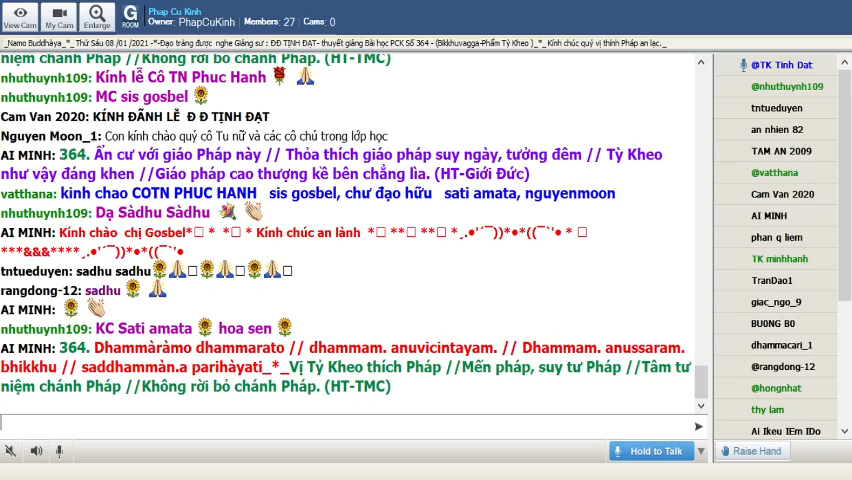 View Cam
My Cam
Enlarge
G
ROOM
Phap Cu Kinh
Owner: PhapCuKinh Members: 27 Cams: 0
_Namo Buddhàya_*_ Thứ Sáu 08 /01 /2021 -*-Đạo tràng được nghe Giảng sư : ĐĐ TỊNH ĐẠT- thuyết giảng Bài học PCK Số 364 - (Bikkhuvagga-Phẩm Tỳ Kheo )_*_ Kính chúc quý vị thính Pháp an lạc._
niệm chánh Pháp //Không rời bỏ chánh Pháp. (HT-TMC)
nhuthuynh109: Kính lễ Cô TN Phuc Hanh
nhuthuynh109: MC sis gosbel
Cam Van 2020: KÍNH ĐÃNH LỄ Đ Đ TỊNH ĐẠT
Nguyen Moon_1: Con kính chào quý cô Tu nữ và các cô chú trong lớp học
AI MINH: 364. Ẩn cư với giáo Pháp này // Thỏa thích giáo pháp suy ngày, tưởng đêm // Tỳ Kheo
như vậy đáng khen //Giáo pháp cao thượng kề bên chẳng lìa. (HT-Giới Đức)
vatthana: kinh chao COTN PHUC HANH sis gosbel, chư đạo hữu sati amata, nguyenmoon
nhuthuynh109: Dạ Sàdhu Sàdhu
AI MINH: Kính chào chị Gosbel*□ * *□ * Kính chúc an lành *□ **□ **□ * ,.•'´¯))*•*((¯`'• * □
***&&&**** ,.•'´¯))*•*((¯`'•
tntueduyen: sadhu sadhu
rangdong-12: sadhu
AI MINH:
nhuthuynh109: KC Sati amata hoa sen
AI MINH: 364. Dhammàràmo dhammarato // dhammam. anuvicintayam. // Dhammam. anussaram.
bhikkhu // saddhammàn.a parihàyati_*_Vị Tỷ Kheo thích Pháp //Mến pháp, suy tư Pháp //Tâm tư
niệm chánh Pháp //Không rời bỏ chánh Pháp. (HT-TMC)
Hold to Talk
@TK Tinh Dat
@nhuthuynh109
tntueduyen
an nhien 82
TAM AN 2009
@vatthana
Cam Van 2020
AI MINH
phan q liem
TK minhhanh
TranDao1
giac_ngo_9
BU0NG B0
dhammacari_1
@rangdong-12
@hongnhat
thy lam
Ai Ikeu IEm IDo
Raise Hand